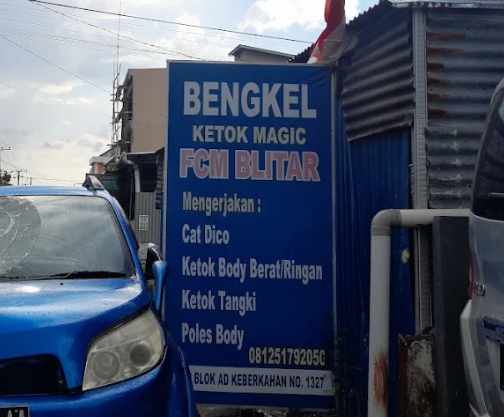 BENGKEL
KETOK MAGIC
FCM BLITAR
Mengerjakan :
Cat Dico
Ketok Body Berat/Ringan
Ketok Tangki
Poles Body
BLOK AD KEBERKAHAN NO. 1327